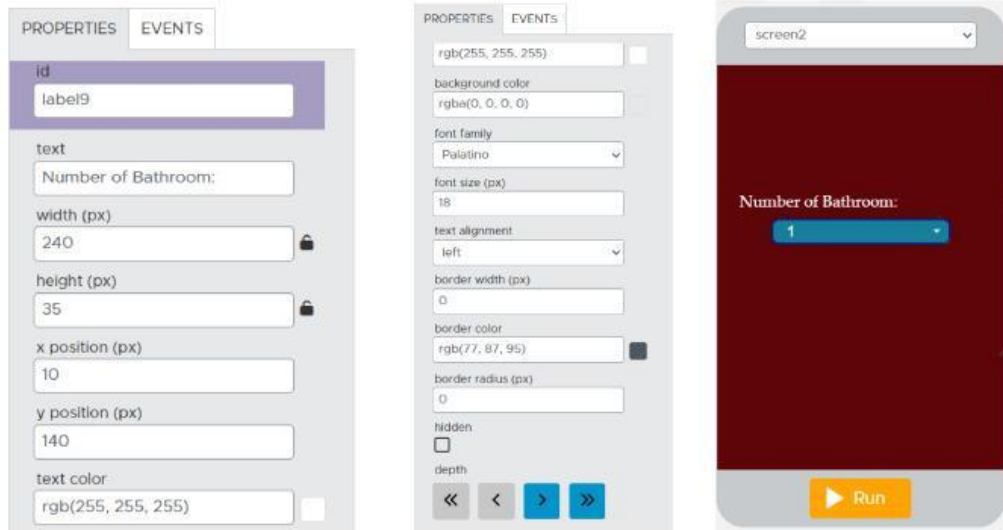 PROPERTIES EVENTS
id
label9
text
Number of Bathroom:
width (px)
240
height (px)
35
x position (px)
10
y position (px)
140
text color
rgb(255, 255, 255)
PROPERTIES EVENTS
rgb(255, 255, 255)
background color
rgba(0, 0, 0, 0)
font family
Palatino
font size (px)
18
text alignment
left
border width (px)
0
border color
rgb(77, 87, 95)
border radius (px)
0
hidden
depth
screen2
Number of Bathroom:
1
Run